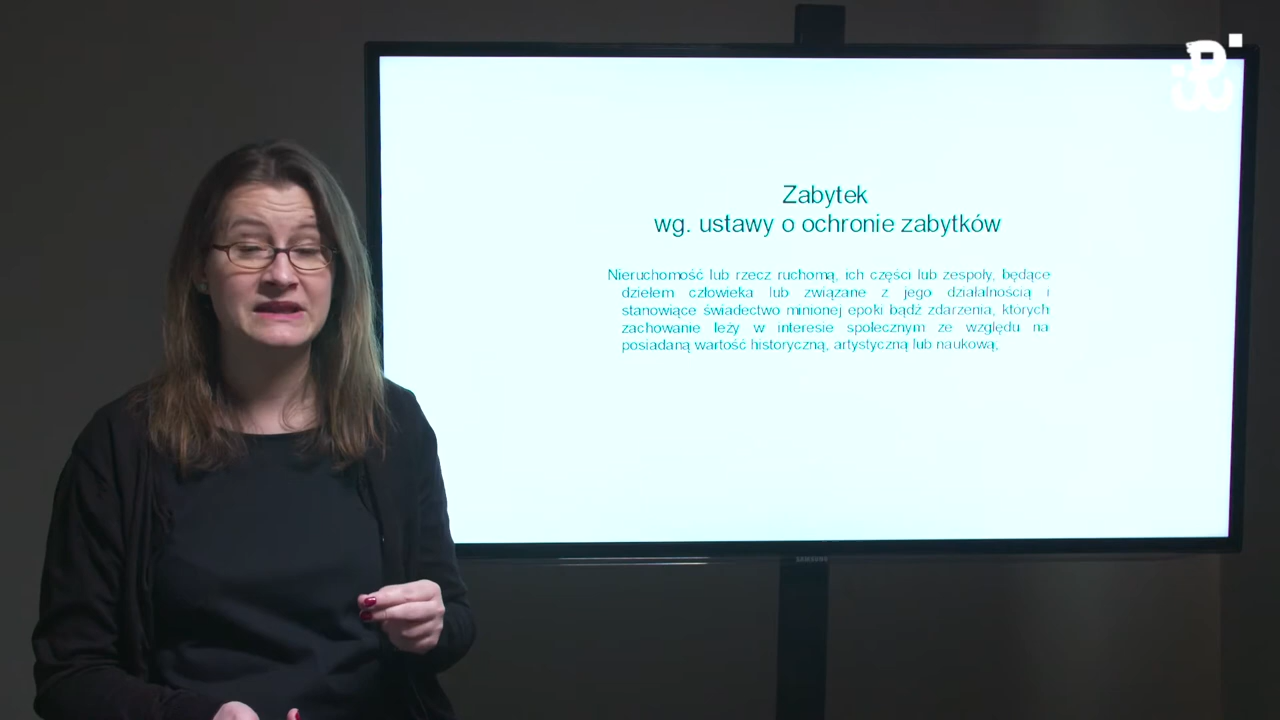 Zabytek
wg. ustawy o ochronie zabytków
Nieruchomość lub rzecz ruchoma, ich części lub zespoły, będące
dziełem człowieka lub związane z jego działalnością i
stanowiące świadectwo minionej epoki bądź zdarzenia, których
zachowanie leży w interesie społecznym ze względu na
posiadaną wartość historyczną, artystyczną lub naukową,
SAMSUNG